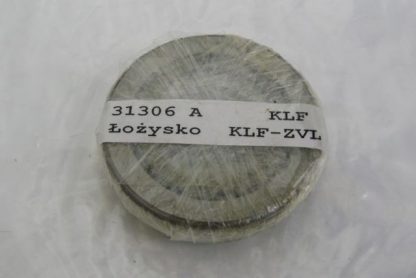 31306 A KLF
Łożysko KLF-ZVL